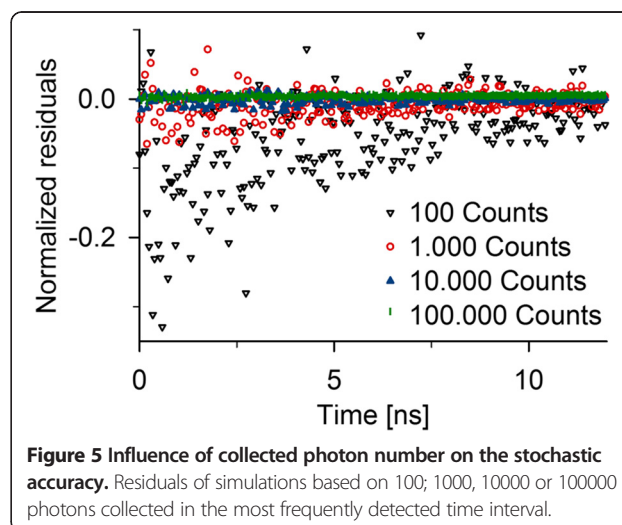 Normalized residuals
0.0
-0.2
100 Counts
1.000 Counts
10.000 Counts
100.000 Counts
0
5
10
Time [ns]
Figure 5 Influence of collected photon number on the stochastic
accuracy. Residuals of simulations based on 100; 1000, 10000 or 100000
photons collected in the most frequently detected time interval.